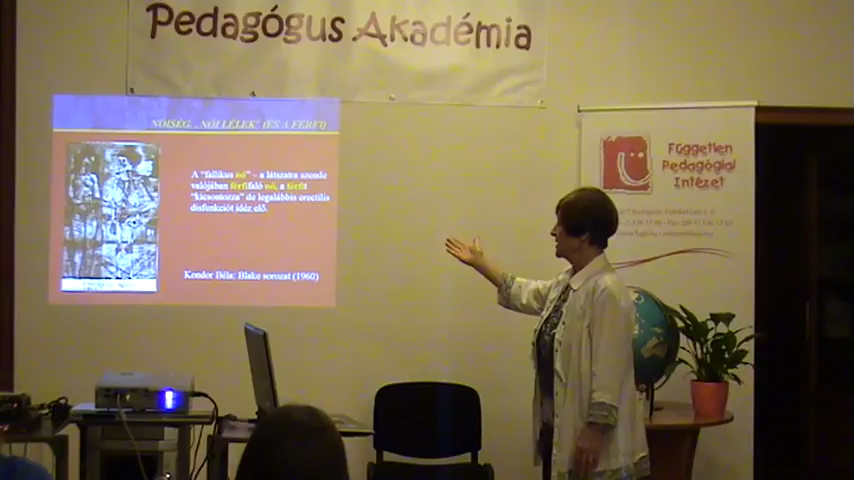 Pedagógus Akadémia
NŐISÉG, „NŐI LÉLEK” (ÉS A FÉRFI)
A "fallikus nő" – a látszatra szende
valójában férfifaló nő, a férfit
"kicsontozza" de legalábbis erectilis
disfunkciót idéz elő.
Kondor Béla: Blake sorozat (1960)
Független
Pedagógiai
Intézet